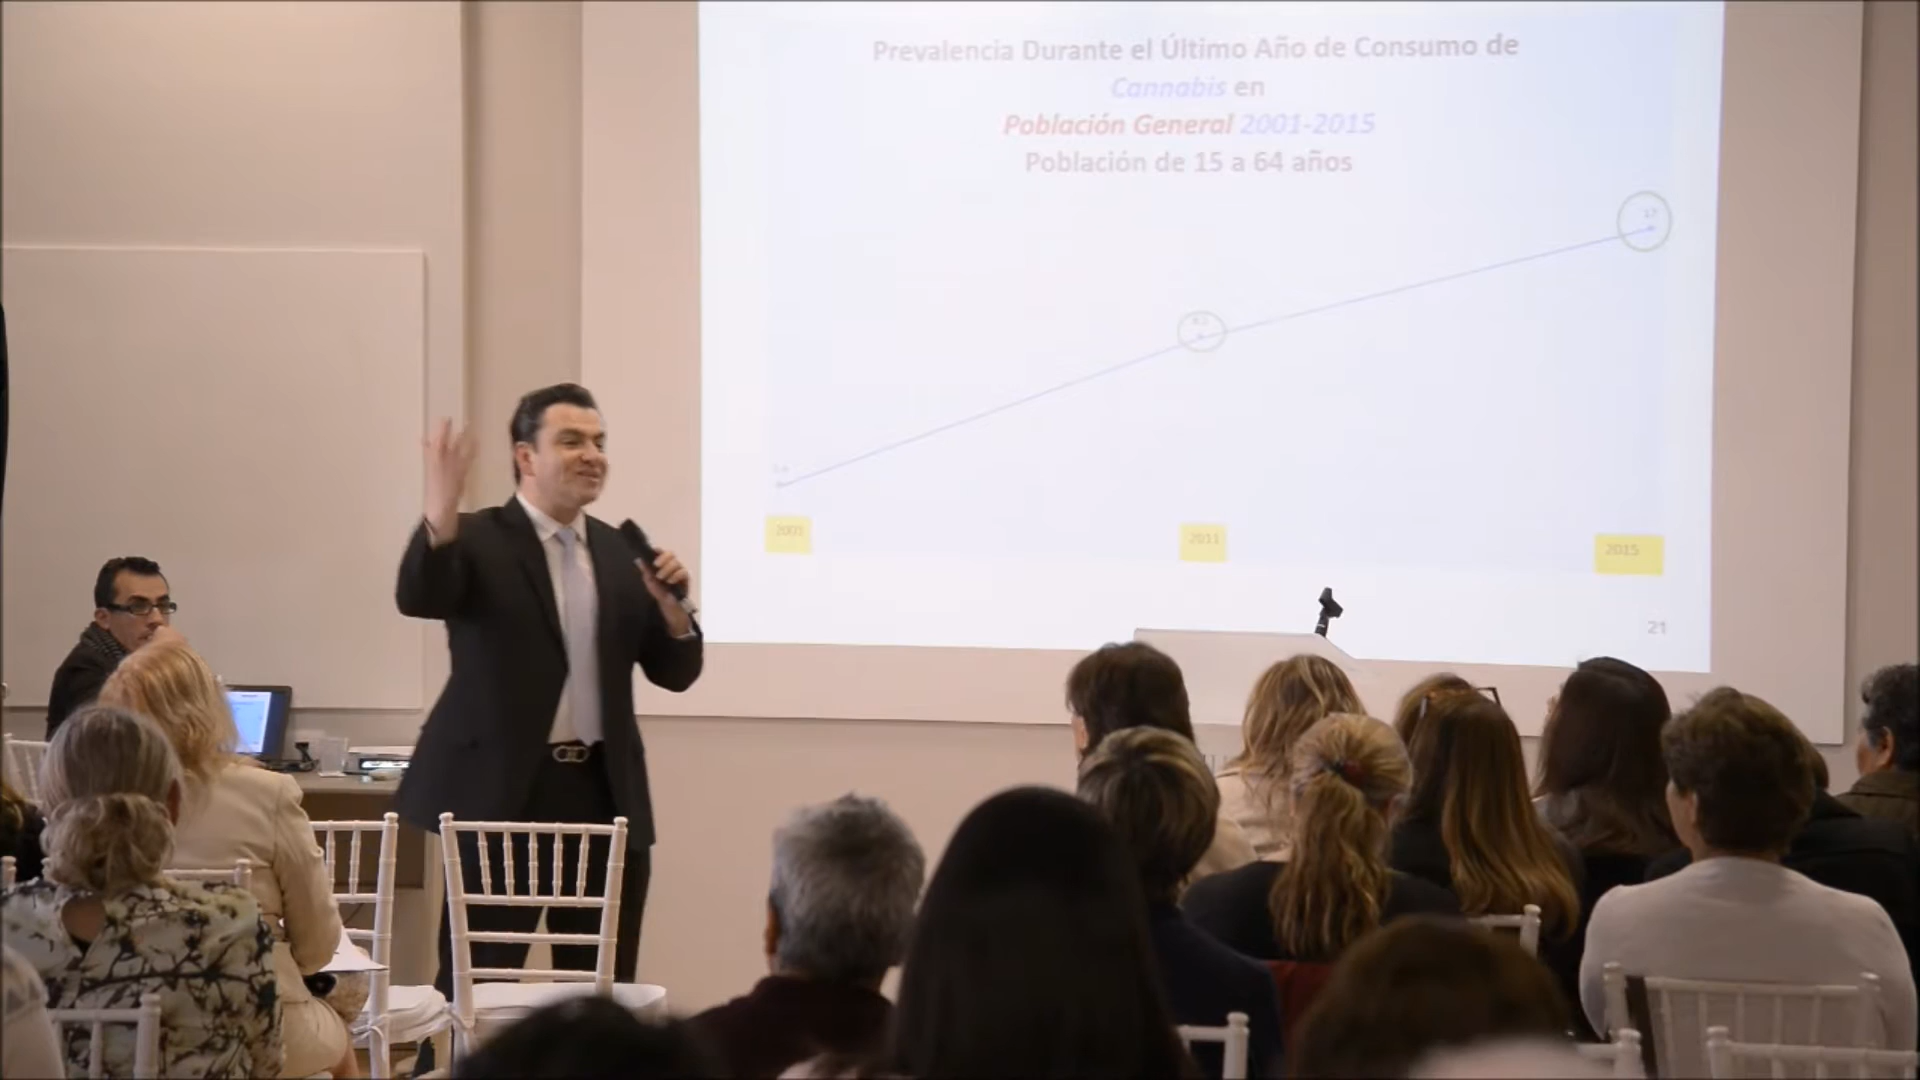 Prevalencia Durante el Último Año de Consumo de
Cannabis en
Población General 2001-2015
Población de 15 a 64 años
2011
2015
21